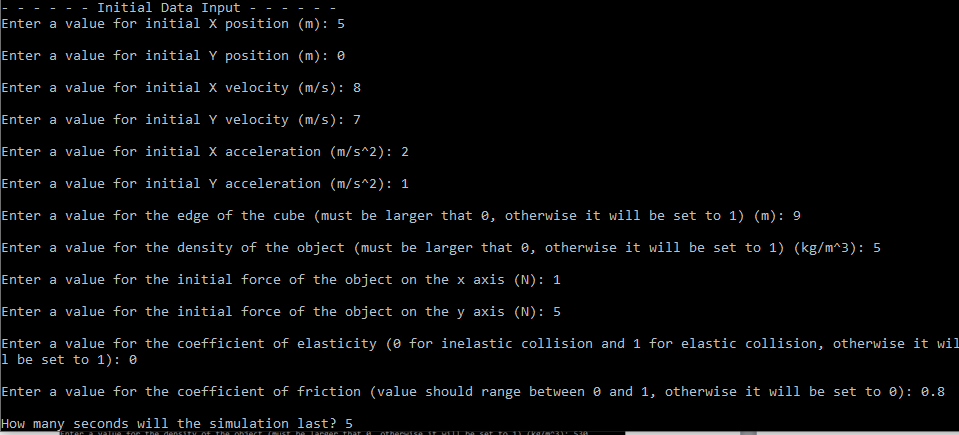 - - - - - - Initial Data Input - - - - - -
Enter a value for initial X position (m): 5
Enter a value for initial Y position (m): 0
Enter a value for initial X velocity (m/s): 8
Enter a value for initial Y velocity (m/s): 7
Enter a value for initial X acceleration (m/s^2): 2
Enter a value for initial Y acceleration (m/s^2): 1
Enter a value for the edge of the cube (must be larger that 0, otherwise it will be set to 1) (m): 9
Enter a value for the density of the object (must be larger that 0, otherwise it will be set to 1) (kg/m^3): 5
Enter a value for the initial force of the object on the x axis (N): 1
Enter a value for the initial force of the object on the y axis (N): 5
Enter a value for the coefficient of elasticity (0 for inelastic collision and 1 for elastic collision, otherwise it wil
l be set to 1): 0
Enter a value for the coefficient of friction (value should range between 0 and 1, otherwise it will be set to 0): 0.8
How many seconds will the simulation last? 5
Enter a value for the density of the object (must be larger that 0, otherwise it will be set to 1) (kg/m^3):